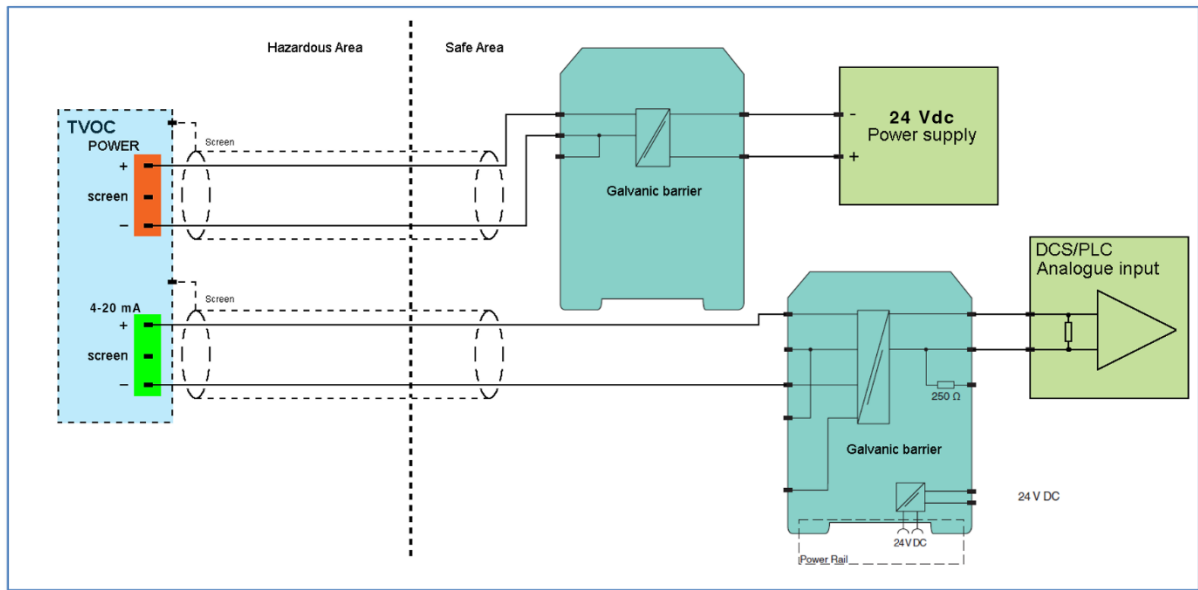 Hazardous Area
Safe Area
TVOC
POWER
+
screen
−
Screen
Galvanic barrier
-
+
24 Vdc
Power supply
4-20 mA
+
screen
−
Screen
DCS/PLC
Analogue input
250 Ω
Galvanic barrier
24 V DC
24V DC
Power Rail